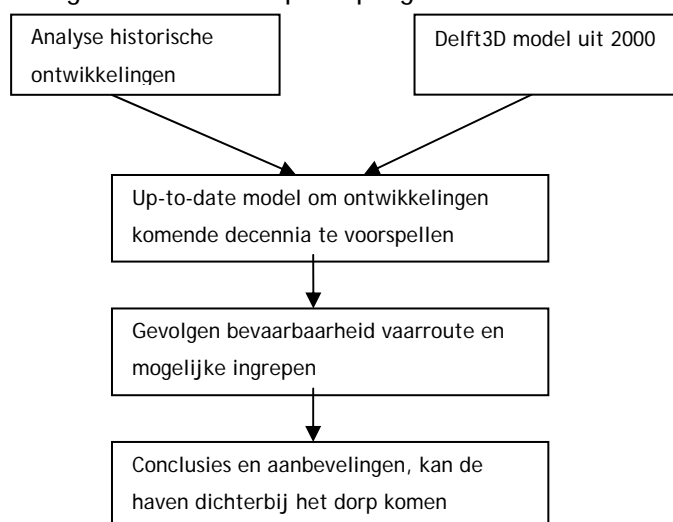 Analyse historische
ontwikkelingen
Delft3D model uit 2000
Up-to-date model om ontwikkelingen
komende decennia te voorspellen
Gevolgen bevaarbaarheid vaarroute en
mogelijke ingrepen
Conclusies en aanbevelingen, kan de
haven dichterbij het dorp komen